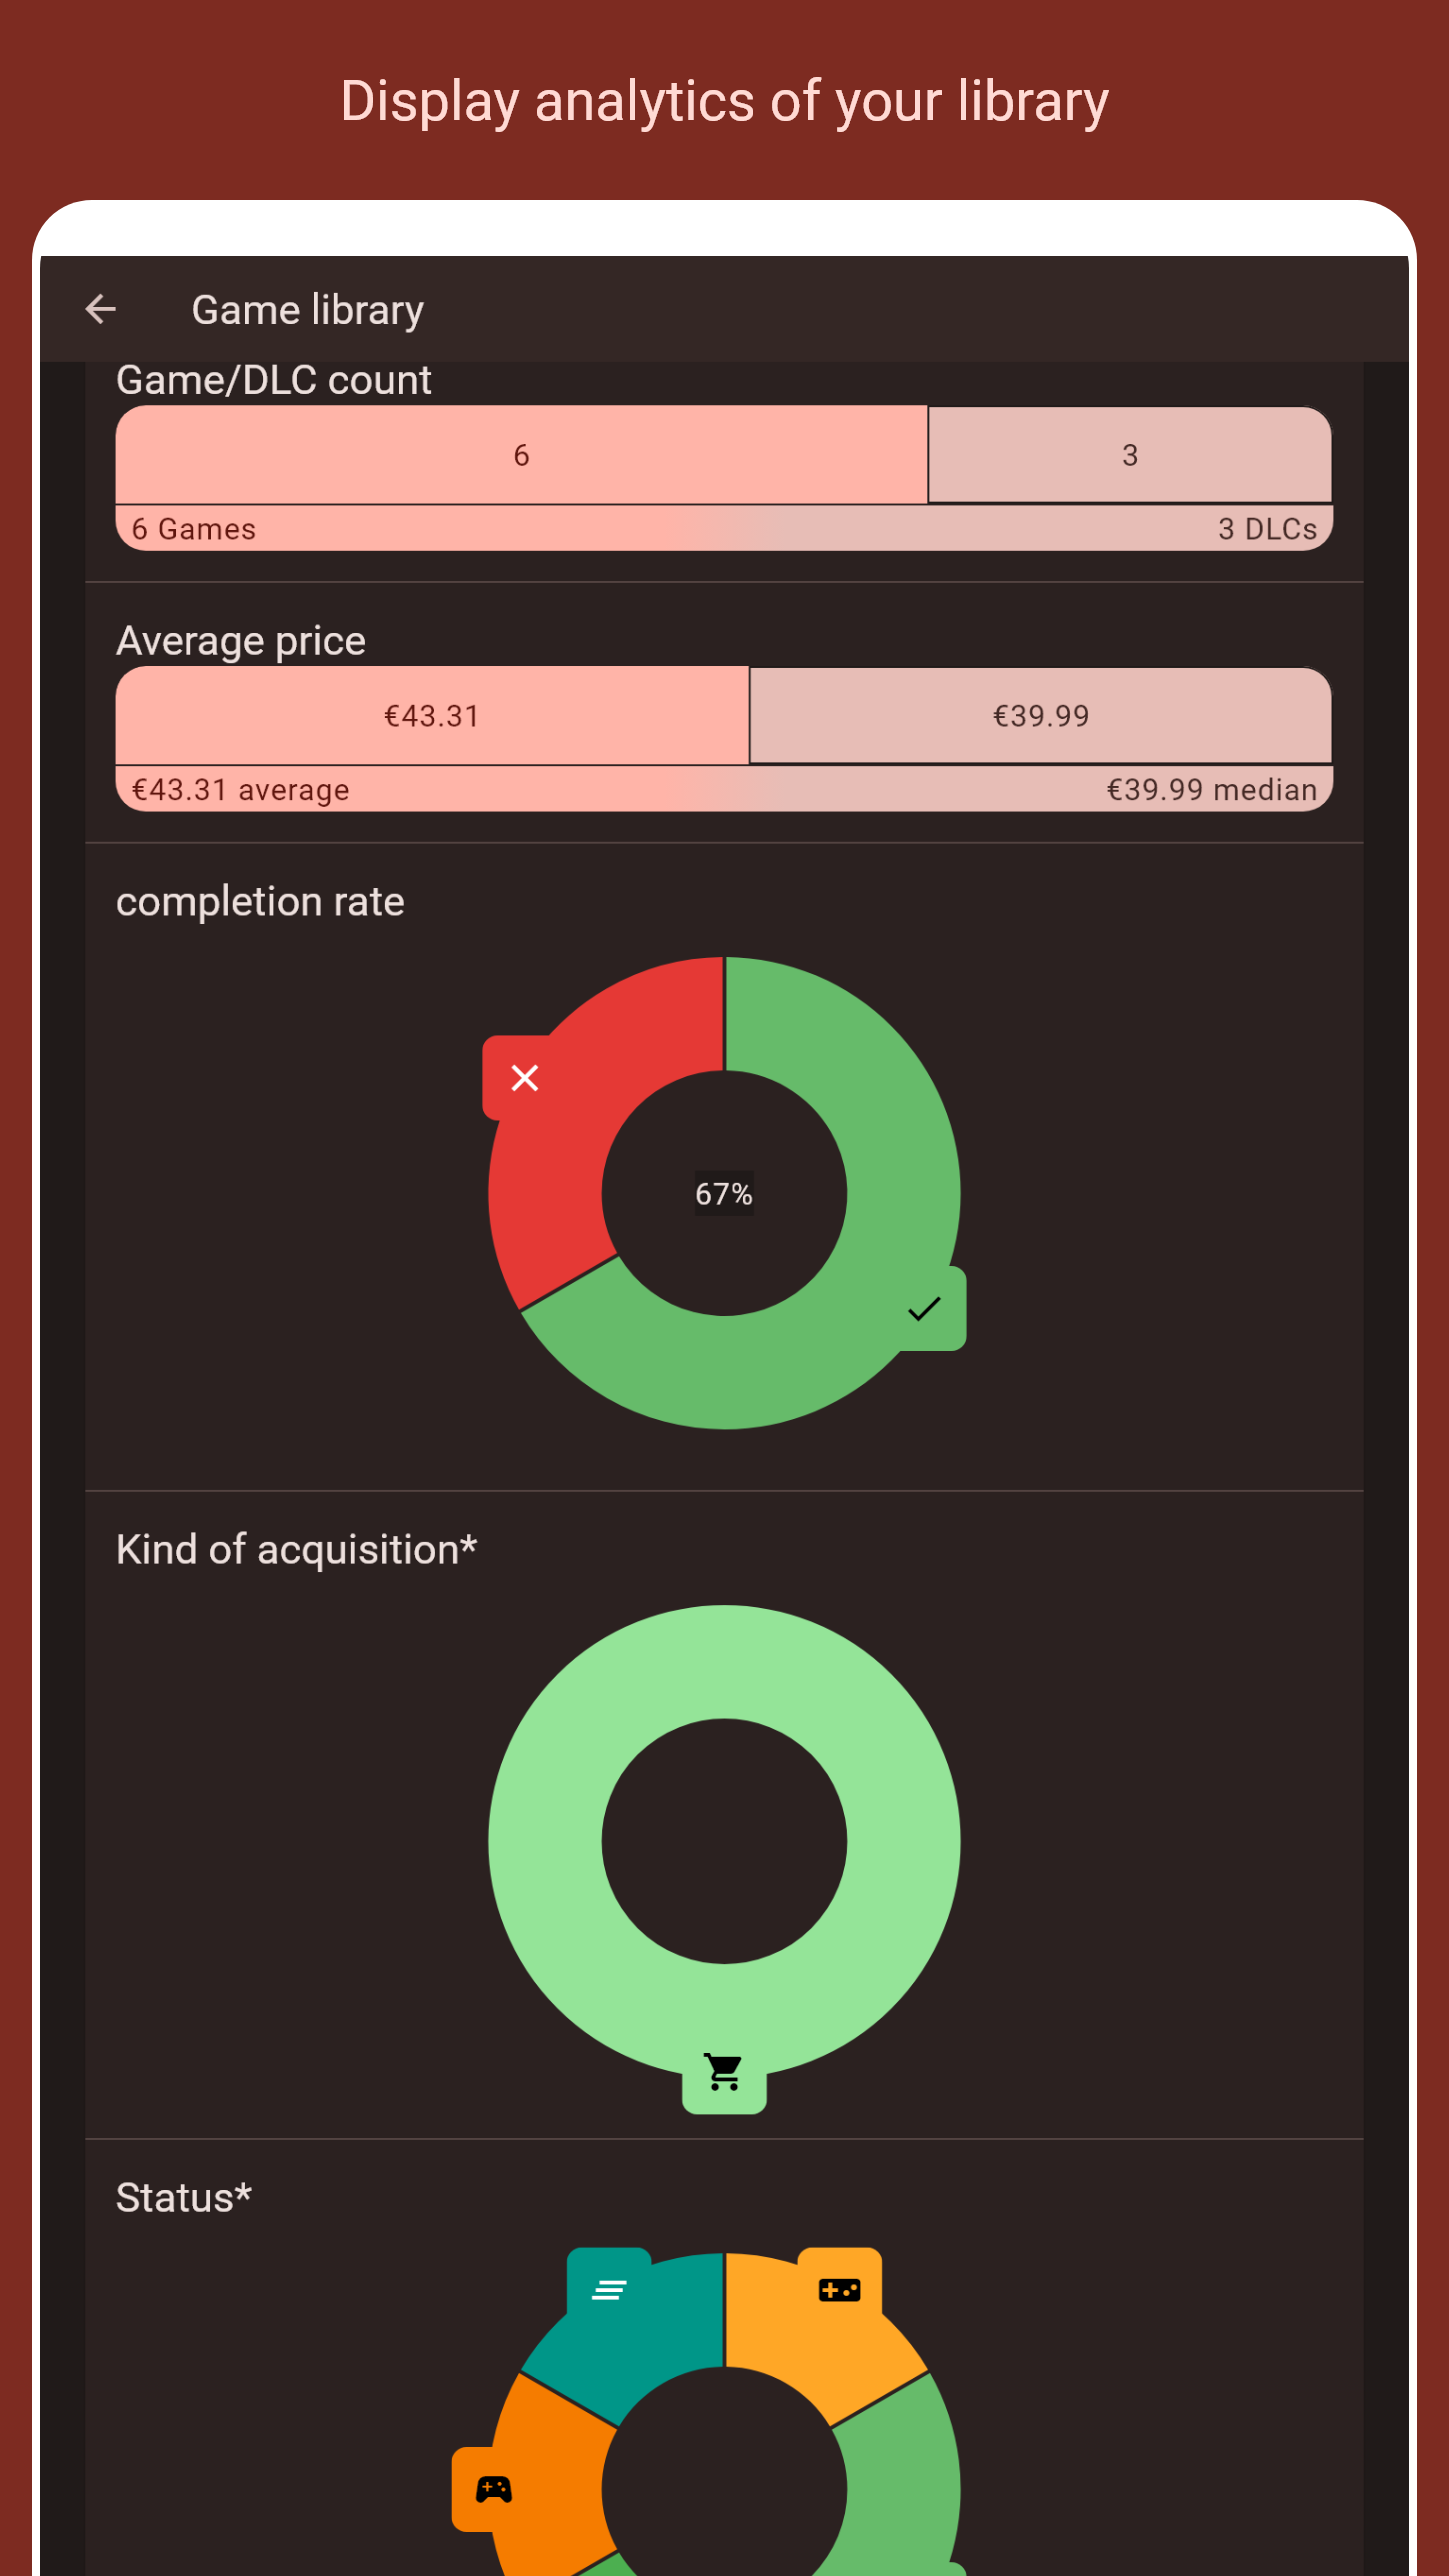 Display analytics of your library
Game library
Game/DLC count
6 3
6 Games 3 DLCs
Average price
€43.31 €39.99
€43.31 average €39.99 median
completion rate
67%
Kind of acquisition*
Status*